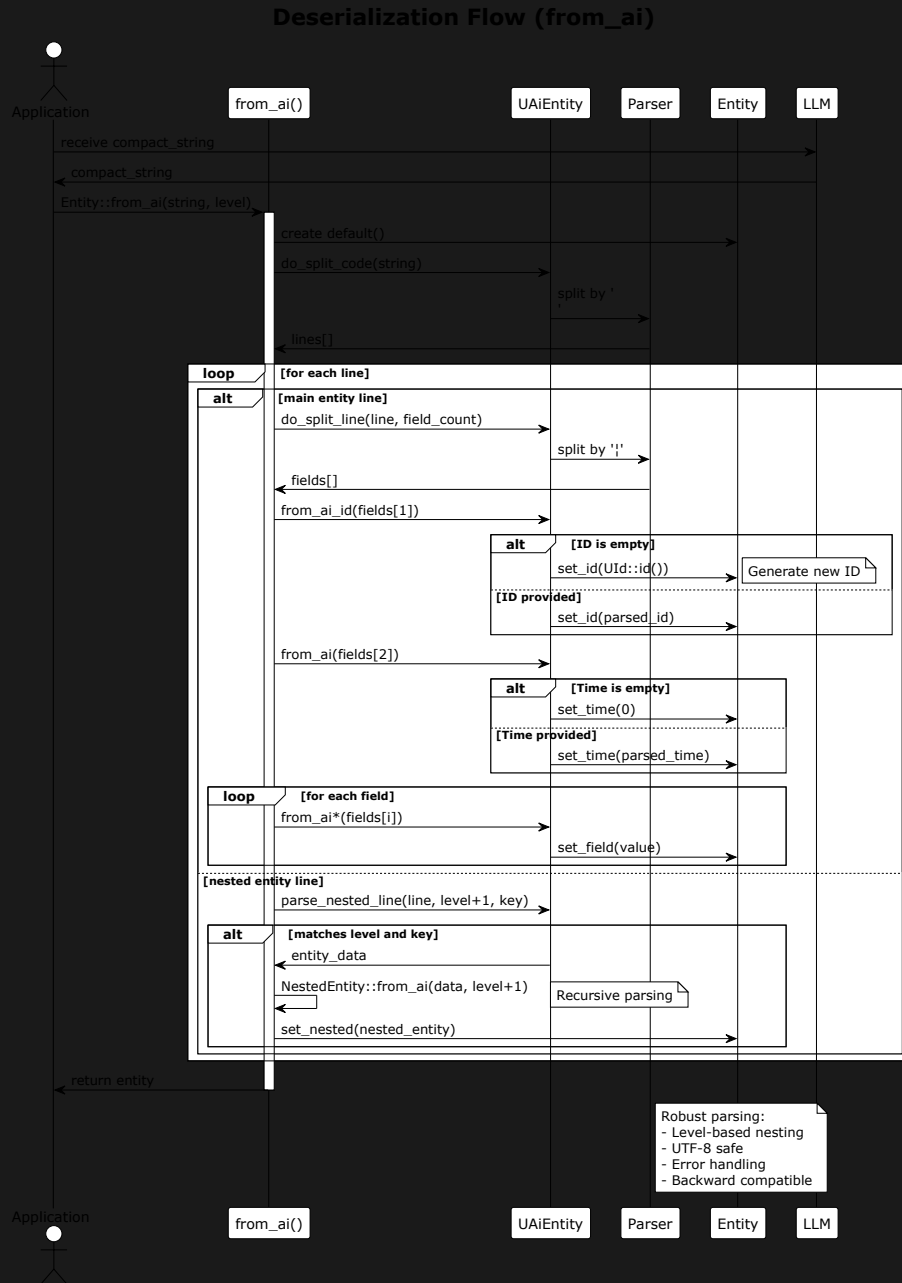 Deserialization Flow (from_ai)
Application
from_ai()
UAiEntity
Parser
Entity
LLM
receive compact_string
compact_string
Entity::from_ai(string, level)
create default()
do_split_code(string)
split by '
'
lines[]
loop [for each line]
alt [main entity line]
do_split_line(line, field_count)
split by '¦'
fields[]
from_ai_id(fields[1])
alt [ID is empty]
set_id(UId::id())
Generate new ID
[ID provided]
set_id(parsed_id)
from_ai(fields[2])
alt [Time is empty]
set_time(0)
[Time provided]
set_time(parsed_time)
loop [for each field]
from_ai*(fields[i])
set_field(value)
[nested entity line]
parse_nested_line(line, level+1, key)
alt [matches level and key]
entity_data
NestedEntity::from_ai(data, level+1)
Recursive parsing
set_nested(nested_entity)
return entity
Robust parsing:
- Level-based nesting
- UTF-8 safe
- Error handling
- Backward compatible
Application
from_ai()
UAiEntity
Parser
Entity
LLM